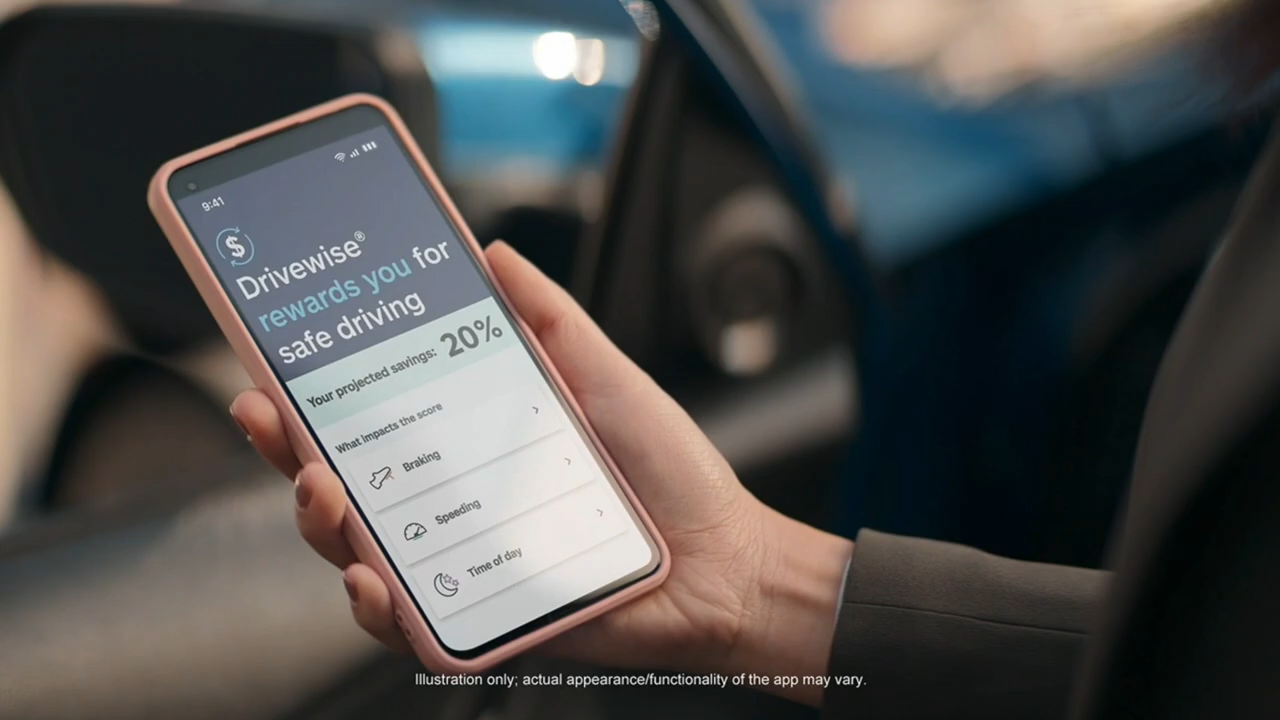 9:41
$
Drivewise®
rewards you for
safe driving
Your projected savings: 20%
What impacts the score
Braking
Speeding
Time of day
Illustration only; actual appearance/functionality of the app may vary.